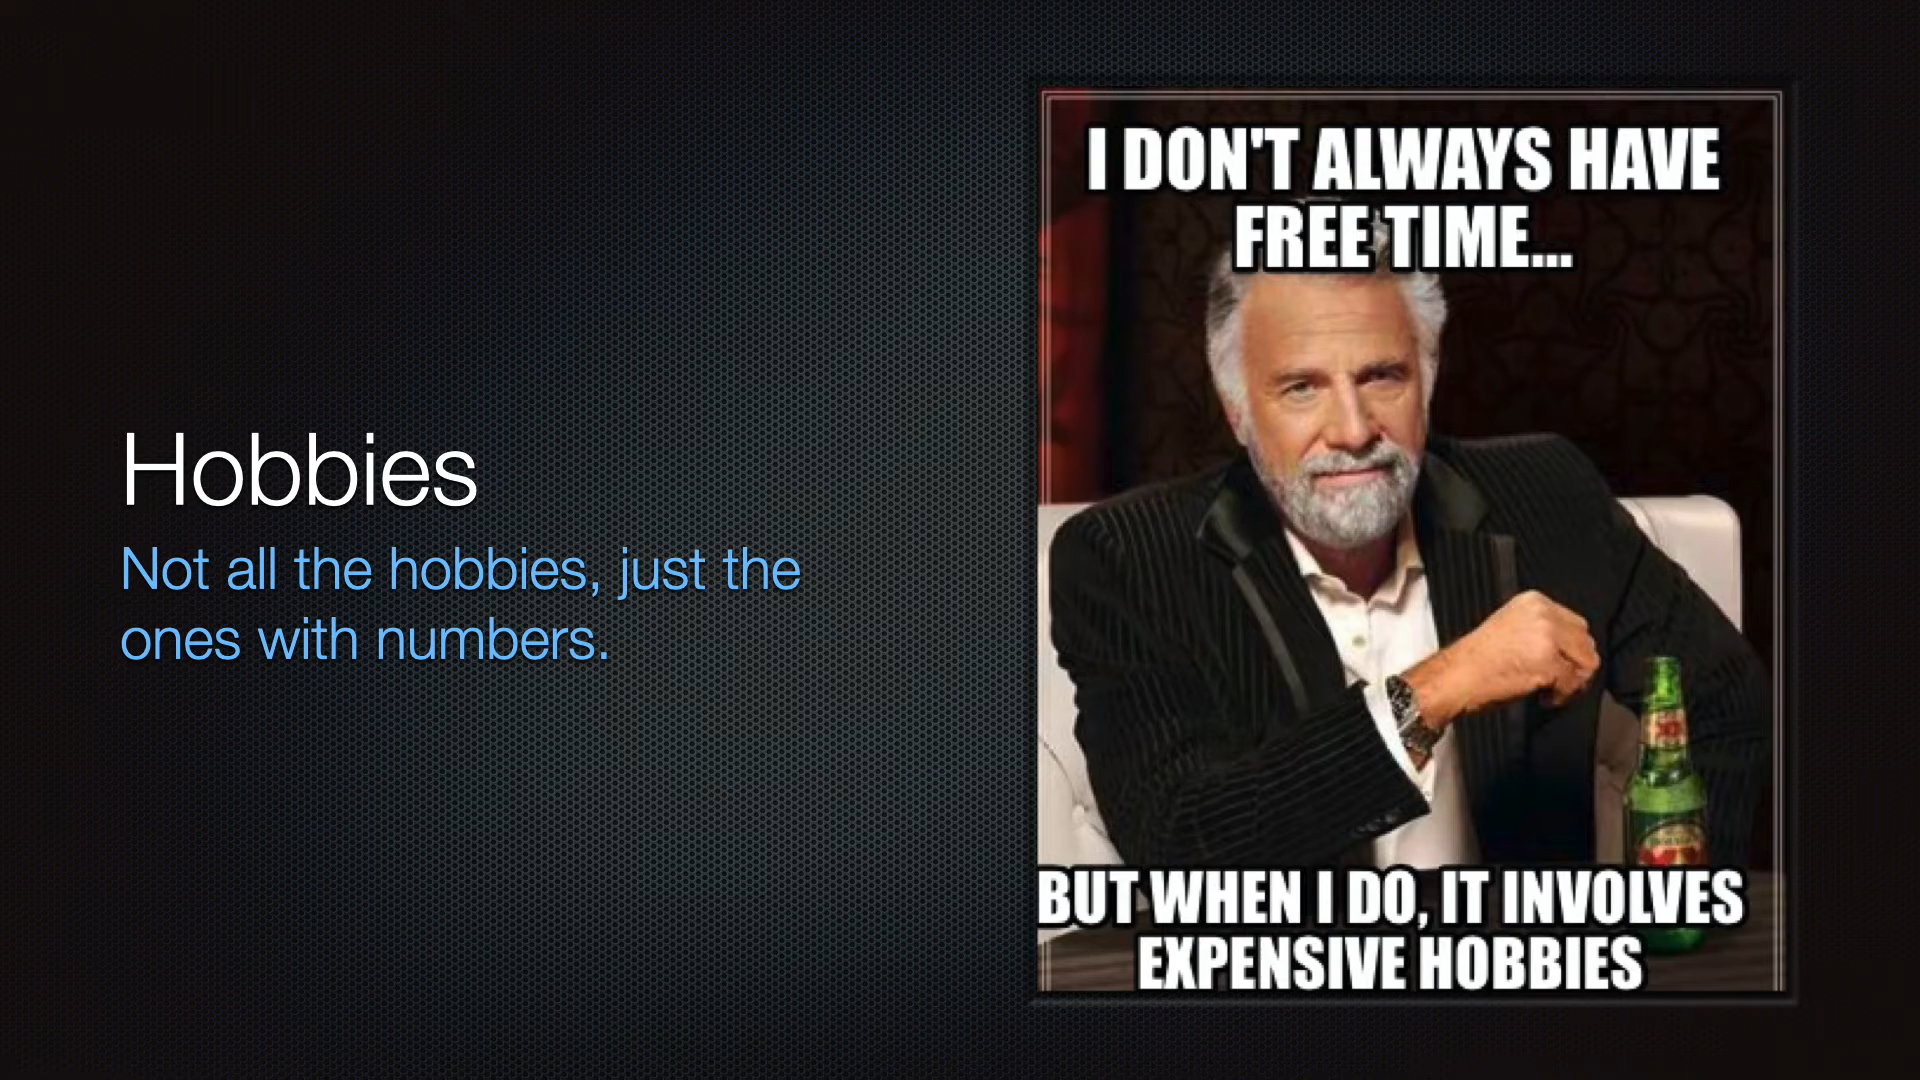 Hobbies
Not all the hobbies, just the
ones with numbers.
I DON'T ALWAYS HAVE
FREE TIME...
BUT WHEN I DO, IT INVOLVES
EXPENSIVE HOBBIES